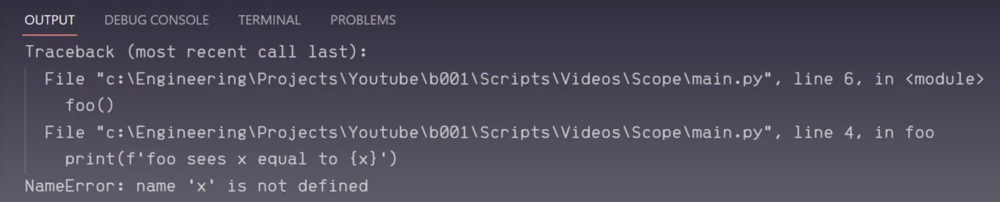 OUTPUT DEBUG CONSOLE TERMINAL PROBLEMS
Traceback (most recent call last):
File "c:\Engineering\Projects\Youtube\b001\Scripts\Videos\Scope\main.py", line 6, in <module>
foo()
File "c:\Engineering\Projects\Youtube\b001\Scripts\Videos\Scope\main.py", line 4, in foo
print(f'foo sees x equal to {x}')
NameError: name 'x' is not defined